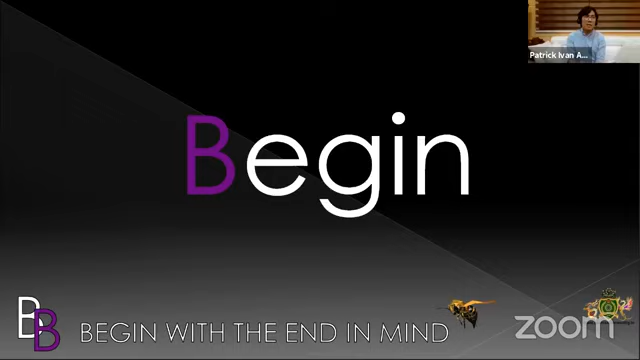 Patrick Ivan A...
Begin
BB
BEGIN WITH THE END IN MIND
zoom